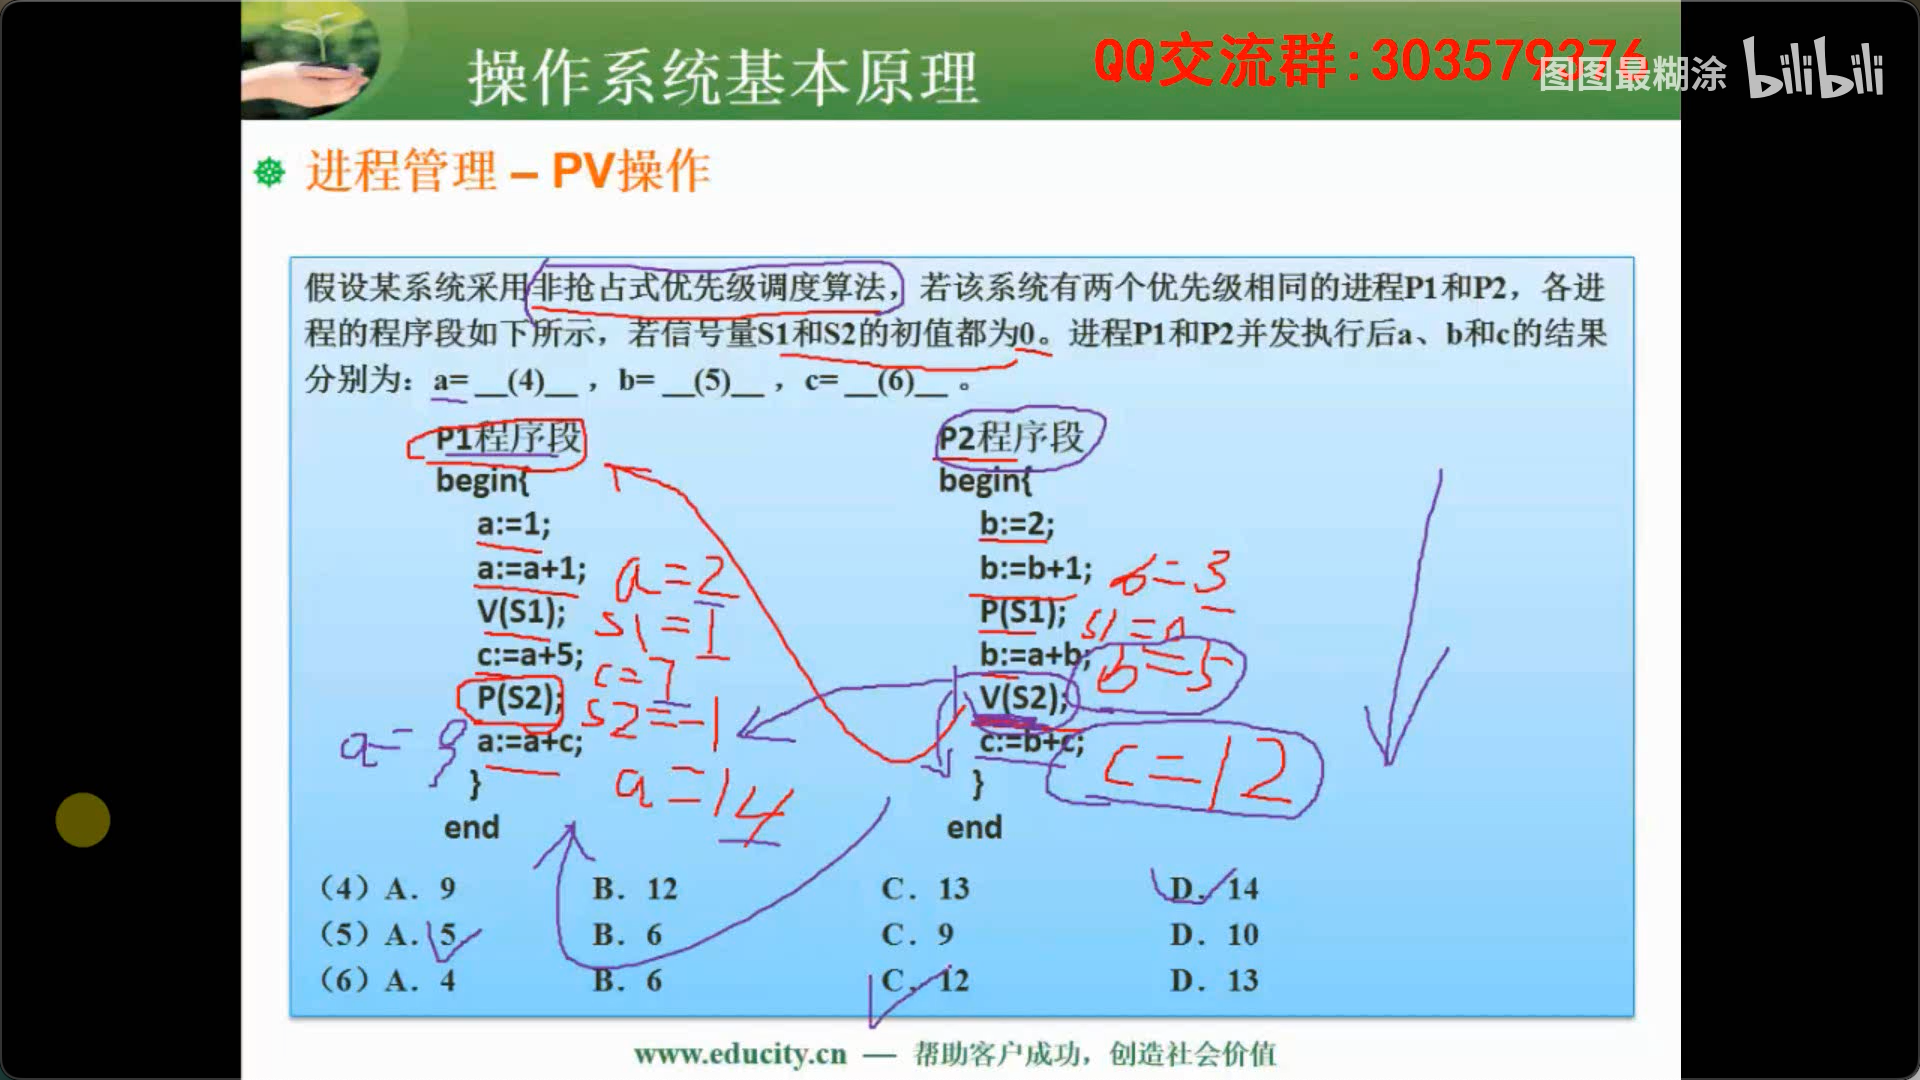 操作系统基本原理
QQ交流群:303579376
图图最糊涂 bilibili
进程管理 – PV操作
假设某系统采用非抢占式优先级调度算法，若该系统有两个优先级相同的进程P1和P2，各进
程的程序段如下所示，若信号量S1和S2的初值都为0。进程P1和P2并发执行后a、b和c的结果
分别为：a= __(4)__ ，b= __(5)__ ，c= __(6)__ 。
P1程序段
begin{
a:=1;
a:=a+1; a=2
V(S1); S1=1
c:=a+5; c=7
P(S2); S2=-1
a:=a+c; a=9
} a=14
end
P2程序段
begin{
b:=2;
b:=b+1; b=3
P(S1); S1=0
b:=a+b; b=5
V(S2);
c:=b+c; c=12
}
end
（4）A．9 B．12 C．13 D．14
（5）A．5 B．6 C．9 D．10
（6）A．4 B．6 C．12 D．13
www.educity.cn — 帮助客户成功，创造社会价值